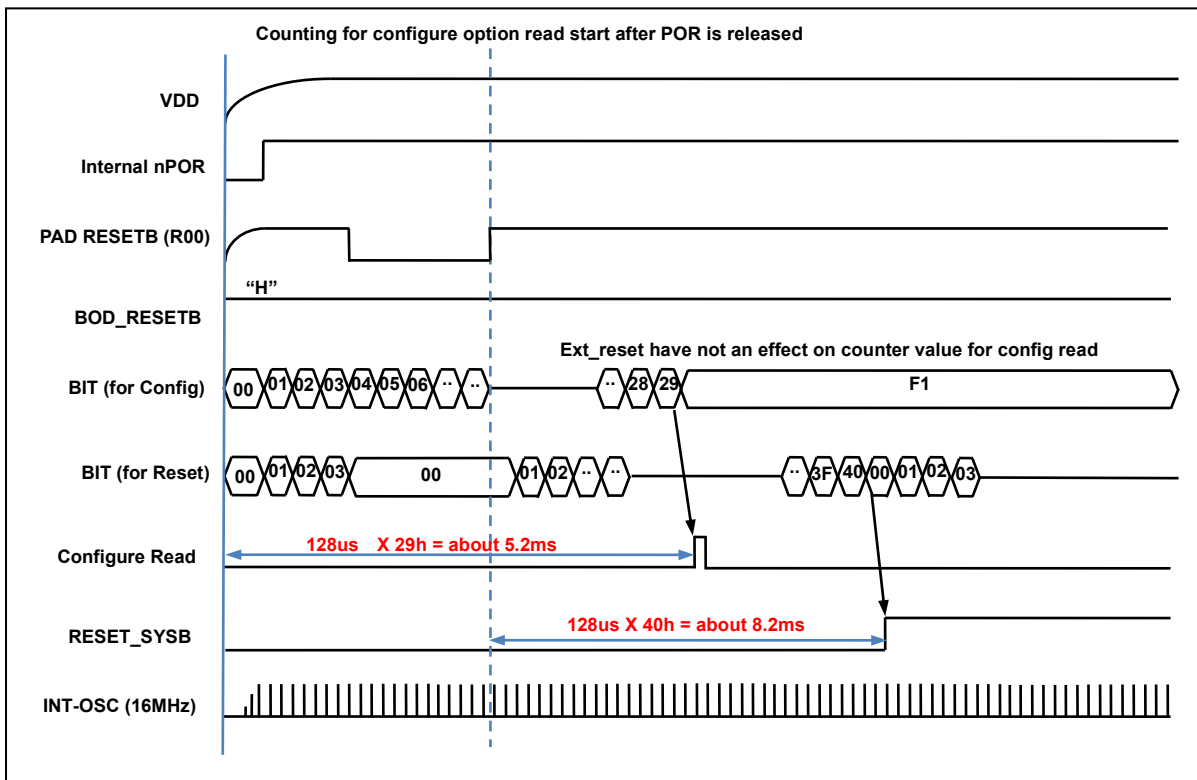 Counting for configure option read start after POR is released
VDD
Internal nPOR
PAD RESETB (R00)
“H”
BOD_RESETB
Ext_reset have not an effect on counter value for config read
BIT (for Config) 00 01 02 03 04 05 06 .. .. .. 28 29 F1
BIT (for Reset) 00 01 02 03 00 01 02 .. .. .. 3F 40 00 01 02 03
128us X 29h = about 5.2ms
Configure Read
128us X 40h = about 8.2ms
RESET_SYSB
INT-OSC (16MHz)